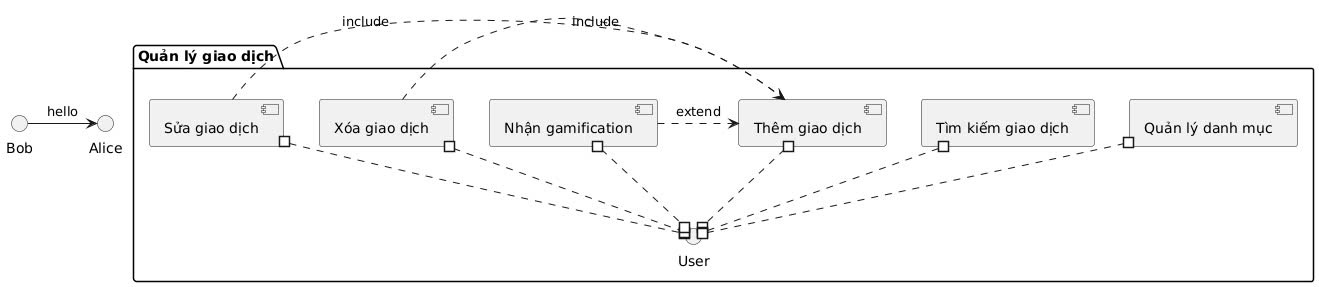 include
include
Quản lý giao dịch
hello
extend
Sửa giao dịch
Xóa giao dịch
Nhận gamification
Thêm giao dịch
Tìm kiếm giao dịch
Quản lý danh mục
Bob
Alice
User